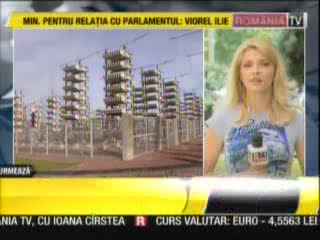 MIN. PENTRU RELAȚIA CU PARLAMENTUL: VIOREL ILIE
ROMÂNIA TV
URMEAZĂ
ANIA TV, CU IOANA CÎRSTEA R CURS VALUTAR: EURO - 4,5563 LEI